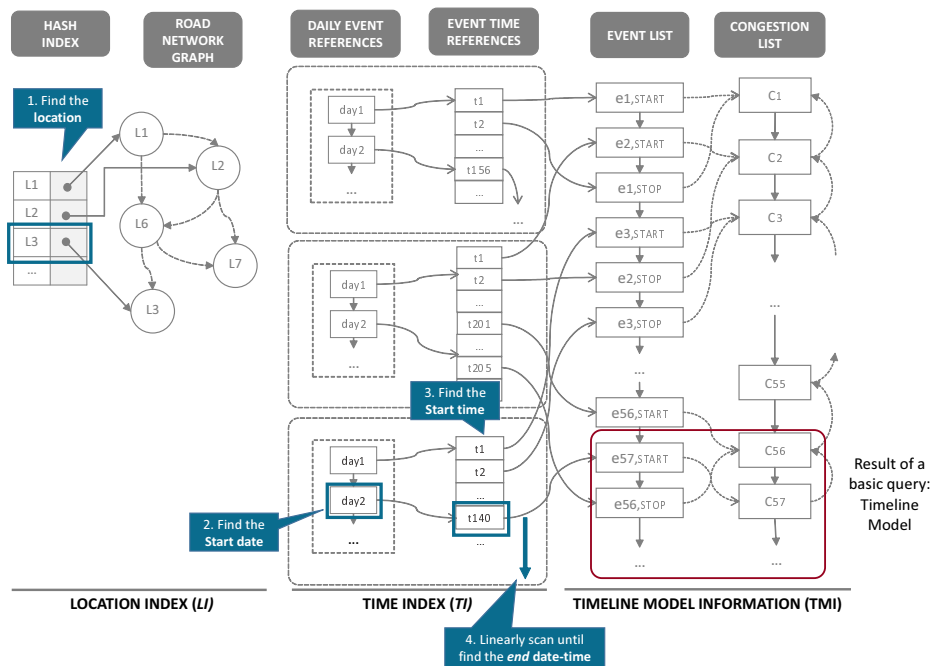 HASH
INDEX
ROAD
NETWORK
GRAPH
DAILY EVENT
REFERENCES
EVENT TIME
REFERENCES
EVENT LIST
CONGESTION
LIST
1. Find the
location
L1
L2
L3
...
L1
L2
L6
L7
L3
day1
day2
...
t1
t2
...
t156
...
...
day1
day2
...
t1
t2
...
t201
...
t205
3. Find the
Start time
day1
day2
...
2. Find the
Start date
t1
t2
...
t140
...
e1,START
e2,START
e1,STOP
e3,START
e2,STOP
e3,STOP
...
e56,START
e57,START
e56,STOP
...
C1
C2
C3
...
C55
C56
C57
...
Result of a
basic query:
Timeline
Model
LOCATION INDEX (LI)
TIME INDEX (TI)
TIMELINE MODEL INFORMATION (TMI)
4. Linearly scan until
find the end date-time